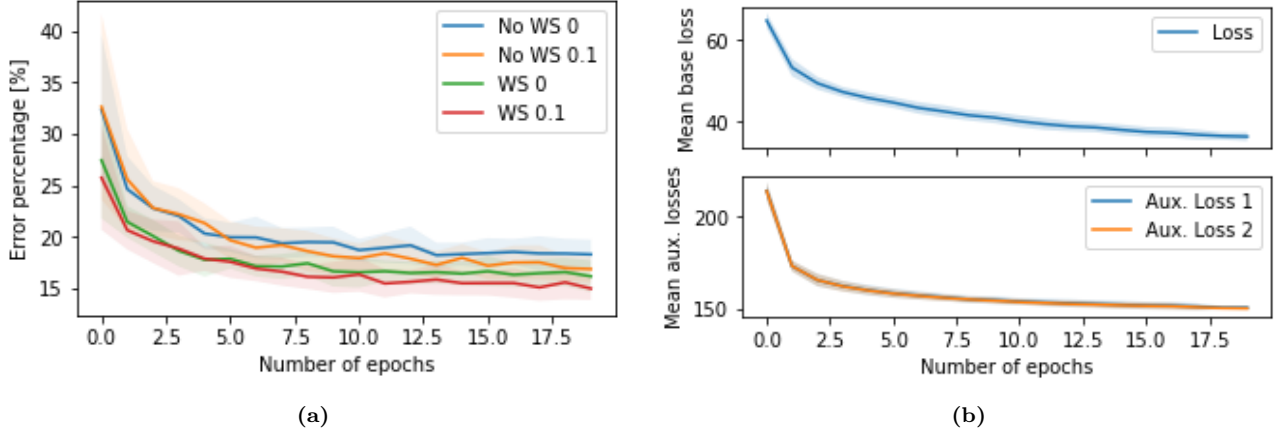 Error percentage [%]
40
35
30
25
20
15
No WS 0
No WS 0.1
WS 0
WS 0.1
0.0 2.5 5.0 7.5 10.0 12.5 15.0 17.5
Number of epochs
(a)
Mean base loss
60
40
Loss
Mean aux. losses
200
150
Aux. Loss 1
Aux. Loss 2
0.0 2.5 5.0 7.5 10.0 12.5 15.0 17.5
Number of epochs
(b)